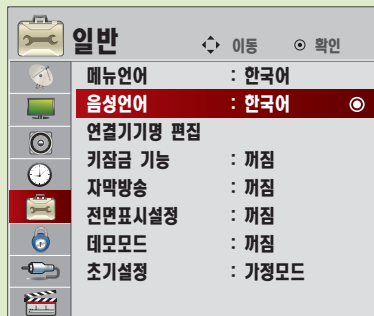 일반 이동 확인
메뉴언어 : 한국어
음성언어 : 한국어
연결기기명 편집
키잠금 기능 : 꺼짐
자막방송 : 꺼짐
전면표시설정 : 꺼짐
데모모드 : 꺼짐
초기설정 : 가정모드